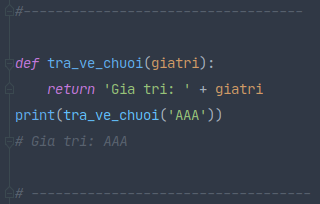 #-----------------------------------
def tra_ve_chuoi(giatri):
    return 'Gia tri: ' + giatri
print(tra_ve_chuoi('AAA'))
# Gia tri: AAA
# -----------------------------------